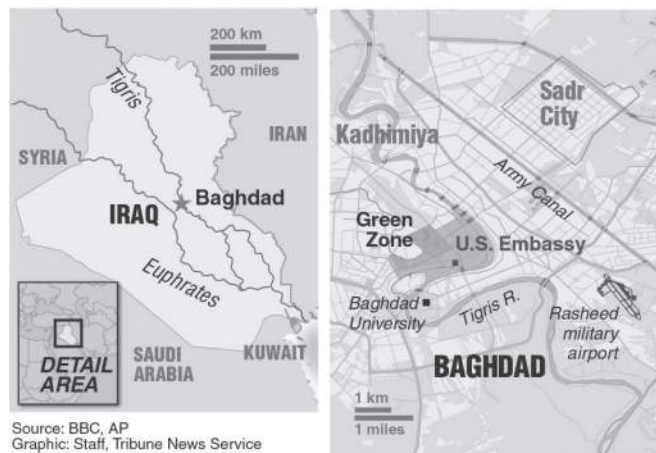 200 km
200 miles
Tigris
IRAN
SYRIA
Baghdad
IRAQ
Euphrates
DETAIL
AREA
SAUDI
ARABIA
KUWAIT
Source: BBC, AP
Graphic: Staff, Tribune News Service
Sadr
City
Kadhimiya
Army Canal
Green
Zone
U.S. Embassy
Baghdad
University
Tigris R.
Rasheed
military
airport
BAGHDAD
1 km
1 miles